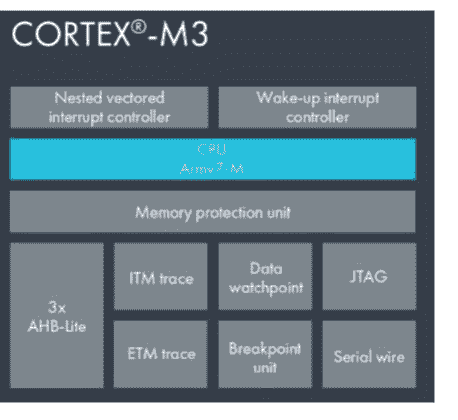 CORTEX®-M3
Nested vectored
interrupt controller
Wake-up interrupt
controller
CPU
Armv7-M
Memory protection unit
3x
AHB-Lite
ITM trace
Data
watchpoint
JTAG
ETM trace
Breakpoint
unit
Serial wire